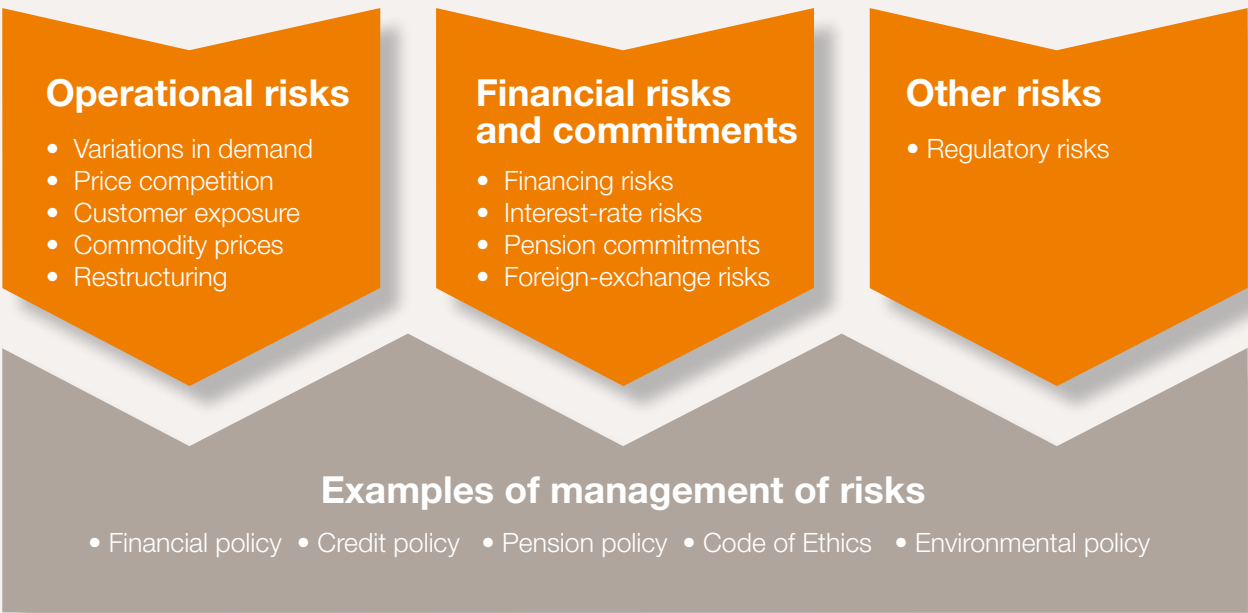 Operational risks
• Variations in demand
• Price competition
• Customer exposure
• Commodity prices
• Restructuring
Financial risks
and commitments
• Financing risks
• Interest-rate risks
• Pension commitments
• Foreign-exchange risks
Other risks
• Regulatory risks
Examples of management of risks
• Financial policy • Credit policy • Pension policy • Code of Ethics • Environmental policy